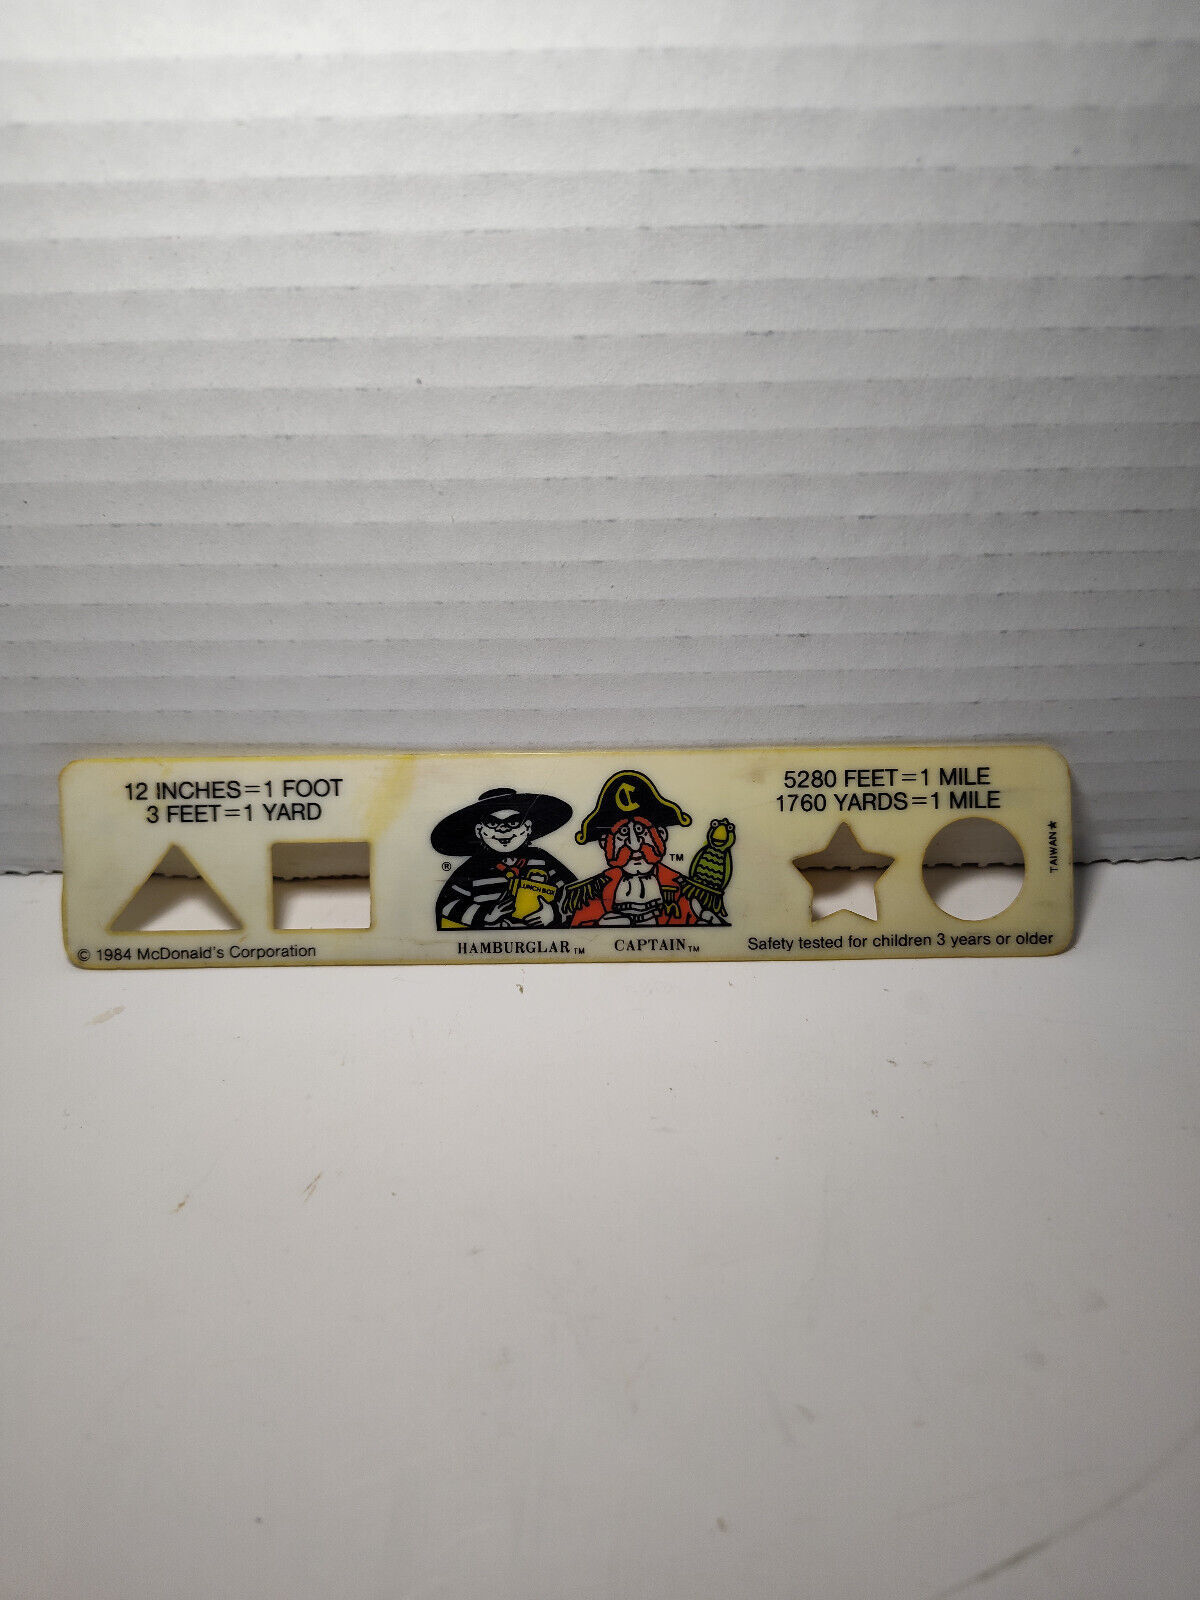 12 INCHES=1 FOOT
3 FEET=1 YARD
© 1984 McDonald's Corporation
®
C
LUNCH BOX
TM
HAMBURGLAR TM
CAPTAIN TM
5280 FEET=1 MILE
1760 YARDS=1 MILE
TAIWAN★
Safety tested for children 3 years or older